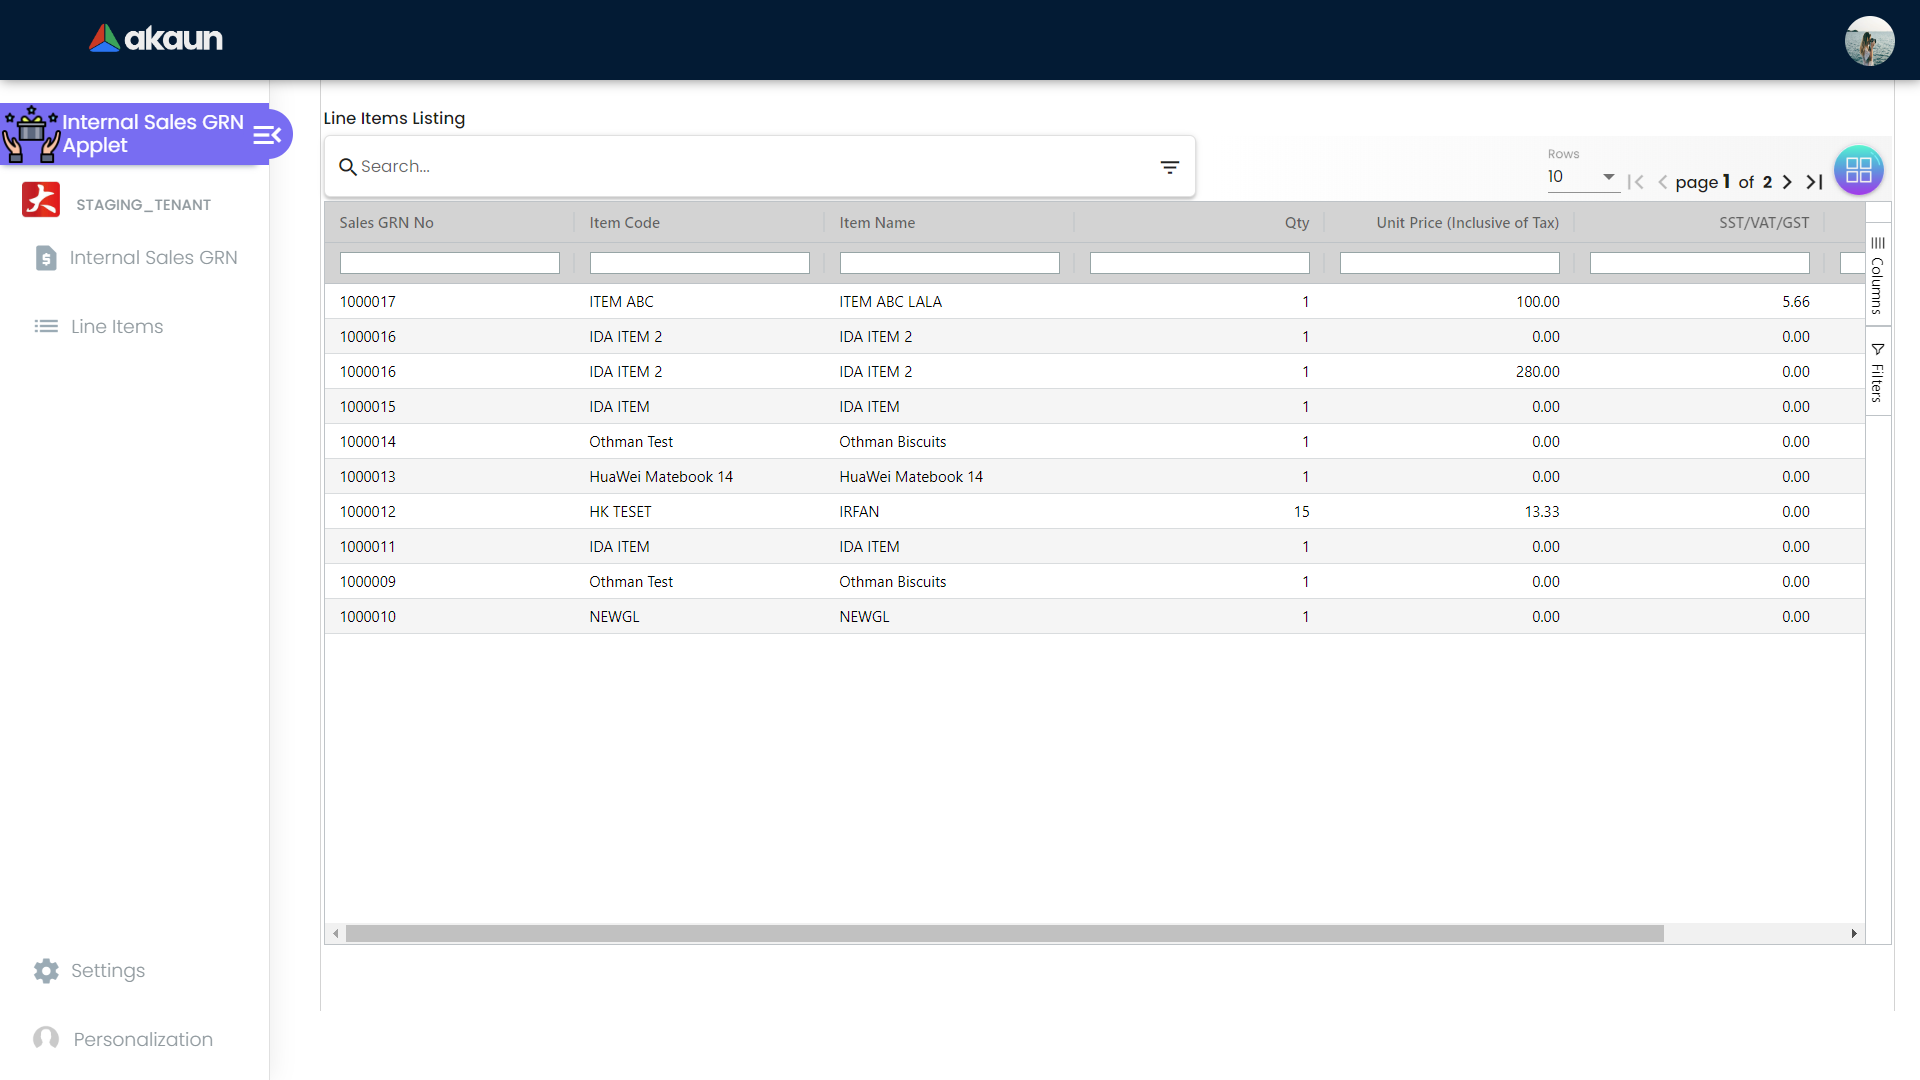 akaun
Internal Sales GRN
Applet
STAGING_TENANT
Internal Sales GRN
Line Items
Settings
Personalization
Line Items Listing
Search...
Rows
10
page 1 of 2
Sales GRN No Item Code Item Name Qty Unit Price (Inclusive of Tax) SST/VAT/GST
1000017 ITEM ABC ITEM ABC LALA 1 100.00 5.66
1000016 IDA ITEM 2 IDA ITEM 2 1 0.00 0.00
1000016 IDA ITEM 2 IDA ITEM 2 1 280.00 0.00
1000015 IDA ITEM IDA ITEM 1 0.00 0.00
1000014 Othman Test Othman Biscuits 1 0.00 0.00
1000013 HuaWei Matebook 14 HuaWei Matebook 14 1 0.00 0.00
1000012 HK TESET IRFAN 15 13.33 0.00
1000011 IDA ITEM IDA ITEM 1 0.00 0.00
1000009 Othman Test Othman Biscuits 1 0.00 0.00
1000010 NEWGL NEWGL 1 0.00 0.00
Columns
Filters